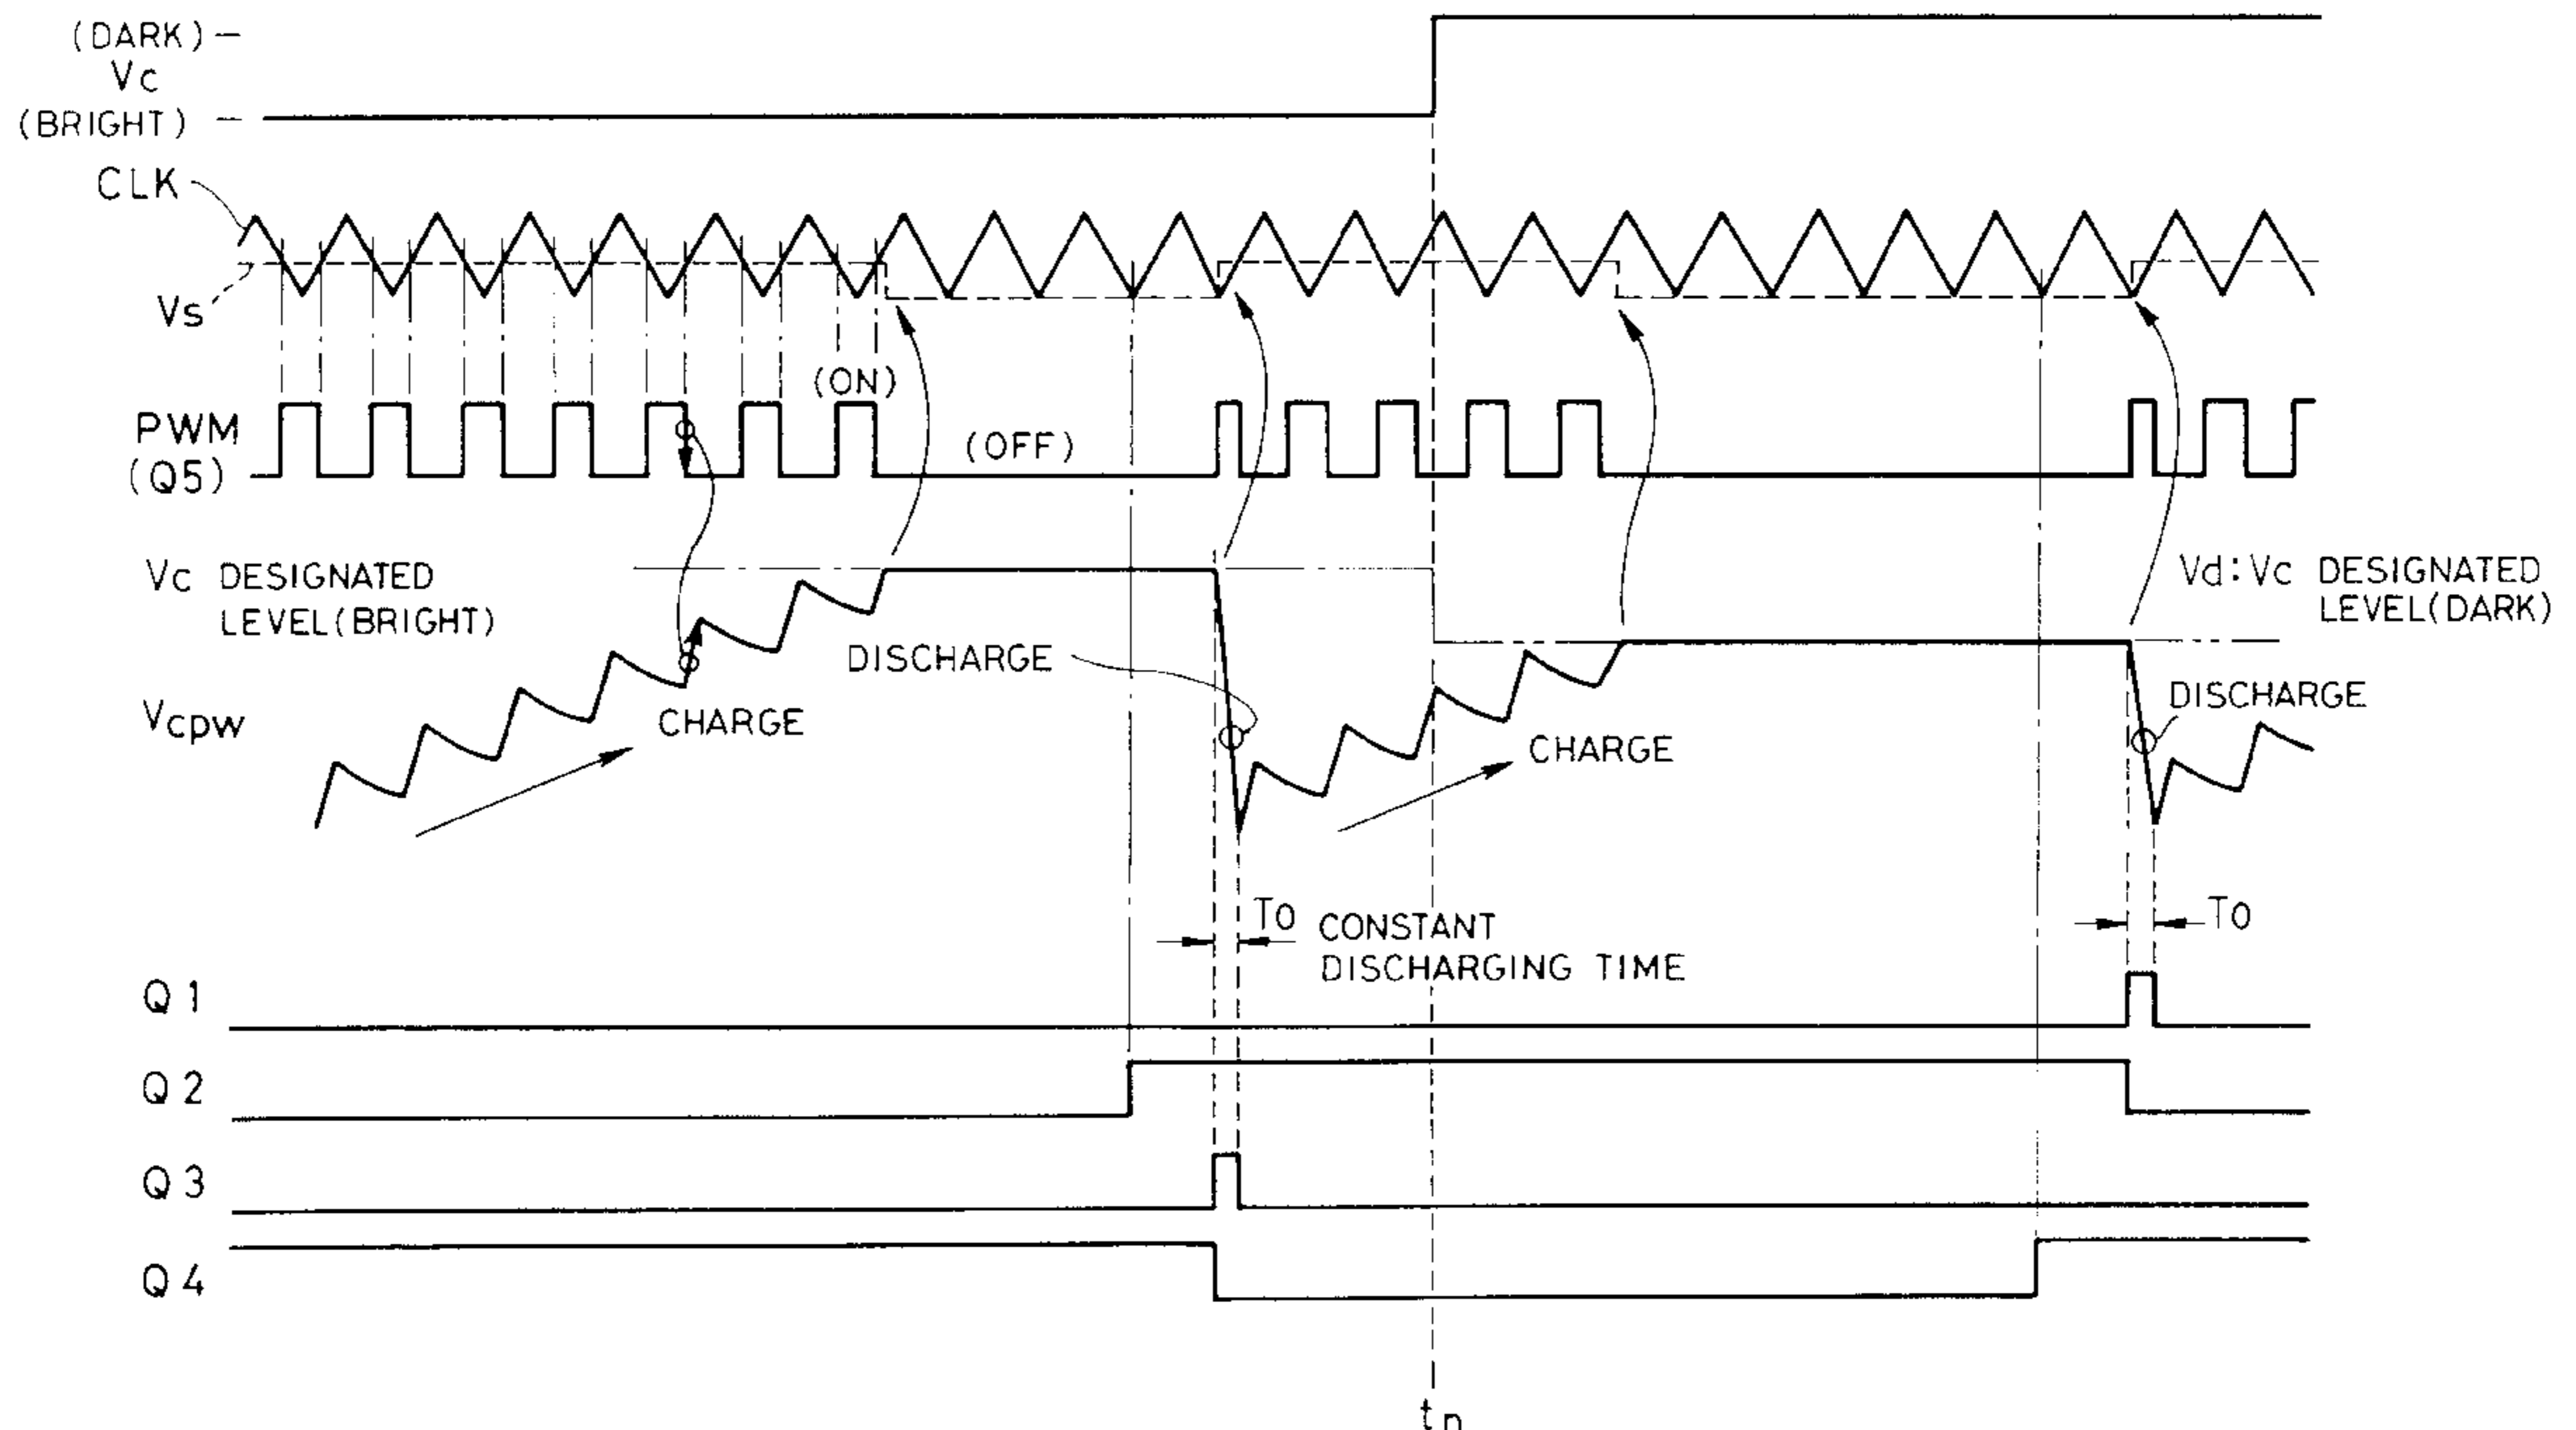 (DARK)
Vc
(BRIGHT)
CLK
Vs
(ON)
PWM
(Q5)
(OFF)
Vc DESIGNATED
LEVEL(BRIGHT)
Vd:Vc DESIGNATED
LEVEL(DARK)
DISCHARGE
DISCHARGE
Vcpw
CHARGE
CHARGE
To CONSTANT
DISCHARGING TIME
To
Q1
Q2
Q3
Q4
tn